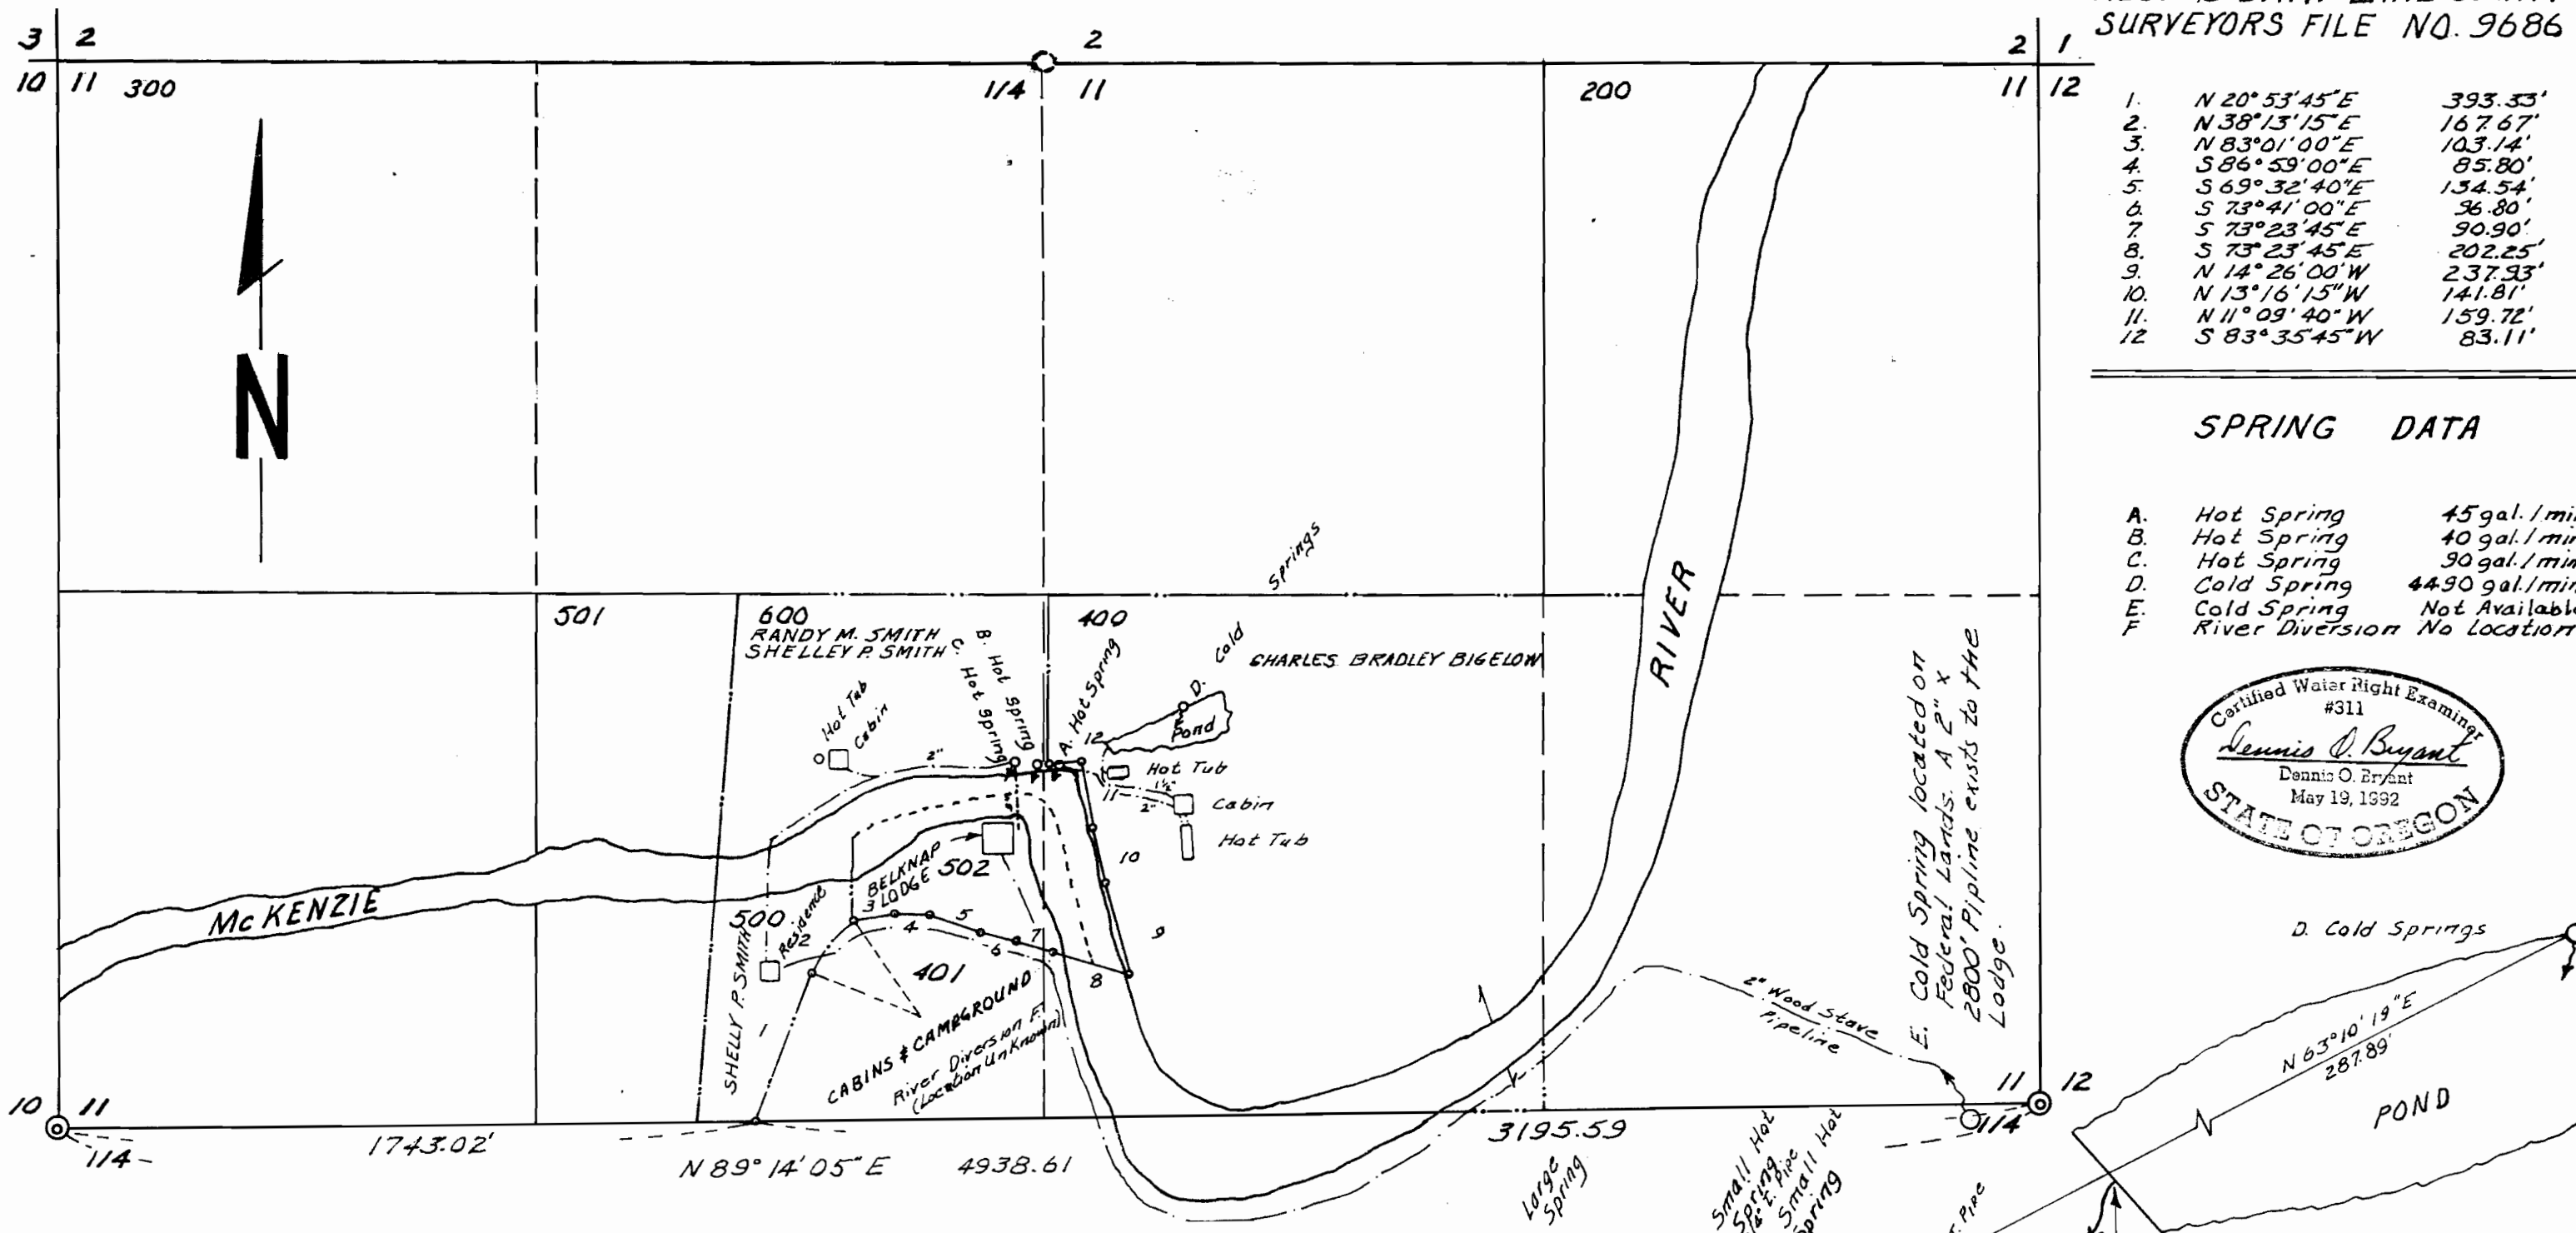 SURVEYORS FILE NO. 9686
3 2
2
2 1
10 11 300
1/4 11
200
11 12
1. N 20° 53' 45" E 393.33'
2. N 38° 13' 15" E 167.67'
3. N 83° 01' 00" E 103.14'
4. S 86° 59' 00" E 85.80'
5. S 69° 32' 40" E 134.54'
6. S 73° 41' 00" E 96.80'
7. S 73° 23' 45" E 90.90'
8. S 73° 23' 45" E 202.25'
9. N 14° 26' 00" W 237.93'
10. N 13° 16' 15" W 141.81'
11. N 11° 09' 40" W 159.72'
12 S 83° 35' 45" W 83.11'
N
SPRING DATA
A. Hot Spring 45 gal./min
B. Hot Spring 40 gal./min
C. Hot Spring 90 gal./min
D. Cold Spring 4490 gal./min
E. Cold Spring Not Available
F River Diversion No Location
Certified Water Right Examiner
#311
Dennis O. Bryant
Dennis O. Bryant
May 19, 1992
STATE OF OREGON
501
600
400
RANDY M. SMITH
SHELLEY P. SMITH
CHARLES BRADLEY BIGELOW
C. Hot Spring
B. Hot Spring
A. Hot Spring
D. Cold
Springs
Pond
Hot Tub
Cabin
2"
12
Hot Tub
11
1½"
2"
Cabin
Hot Tub
10
9
BELKNAP
LODGE
502
3
4
5
6
7
8
McKENZIE
RIVER
500
Residence
2
1
401
SHELLY P. SMITH
CABINS & CAMPGROUND
River Diversion F.
(Location UnKnown)
E. Cold Spring located on
Federal Lands. A 2" x
2800' Pipline exists to the
Lodge.
2" Wood Stave
Pipeline
10 11
1/4
11 12
1/4
1743.02'
3195.59
N 89° 14' 05" E 4938.61
Large
Spring
Small Hot
Spring
Pipe
Small Hot
Spring
D. Cold Springs
N 63° 10' 19" E
287.89'
POND